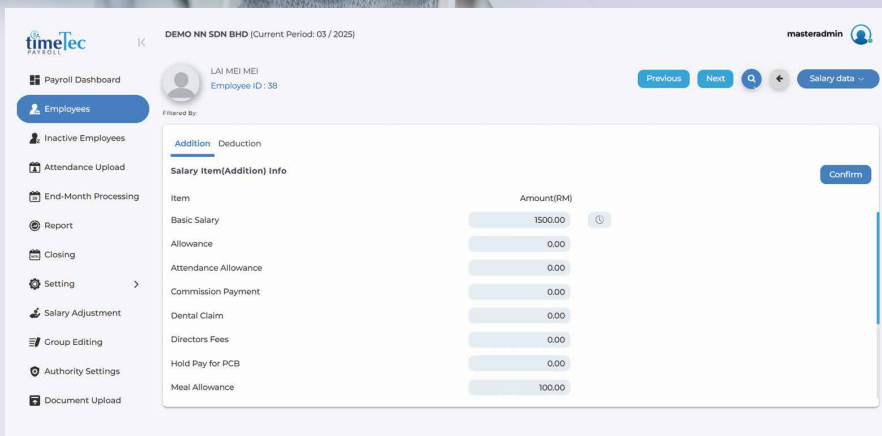 timeTec
PAYROLL
DEMO NN SDN BHD (Current Period: 03 / 2025)
masteradmin
LAI MEI MEI
Employee ID : 38
Previous
Next
Salary data
Filtered By:
Payroll Dashboard
Employees
Inactive Employees
Attendance Upload
End-Month Processing
Report
Closing
Setting
Salary Adjustment
Group Editing
Authority Settings
Document Upload
Addition Deduction
Salary Item(Addition) Info
Confirm
Item Amount(RM)
Basic Salary 1500.00
Allowance 0.00
Attendance Allowance 0.00
Commission Payment 0.00
Dental Claim 0.00
Directors Fees 0.00
Hold Pay for PCB 0.00
Meal Allowance 100.00